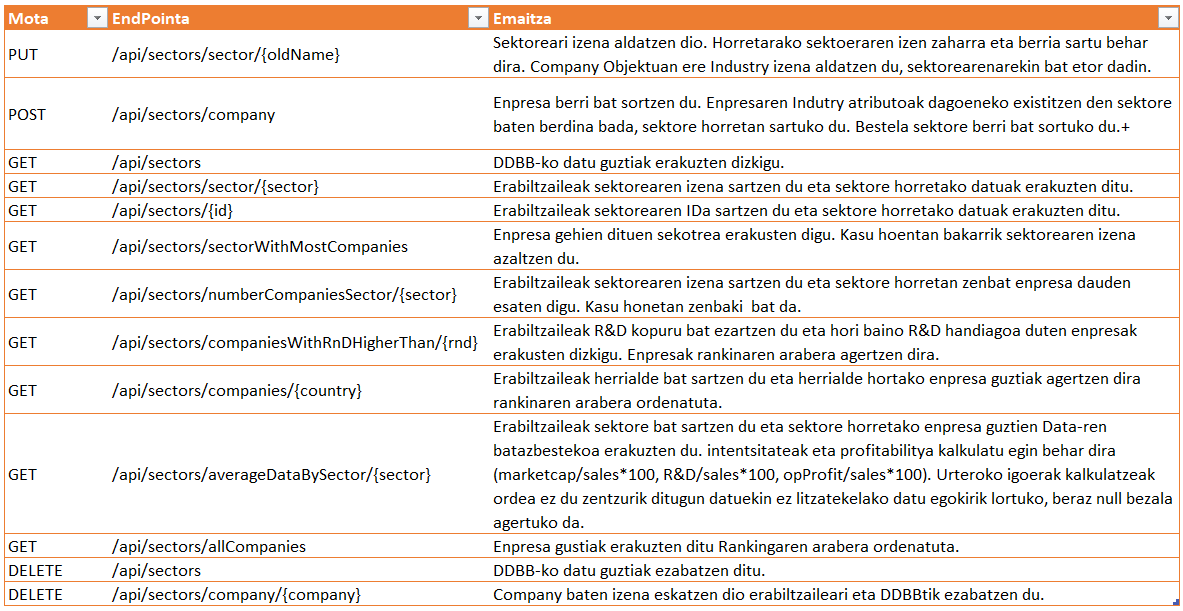 Mota EndPointa Emaitza
PUT /api/sectors/sector/{oldName} Sektoreari izena aldatzen dio. Horretarako sektoeraren izen zaharra eta berria sartu behar
dira. Company Objektuan ere Industry izena aldatzen du, sektorearenarekin bat etor dadin.
POST /api/sectors/company Enpresa berri bat sortzen du. Enpresaren Indutry atributoak dagoeneko existitzen den sektore
baten berdina bada, sektore horretan sartuko du. Bestela sektore berri bat sortuko du.+
GET /api/sectors DDBB-ko datu guztiak erakuzten dizkigu.
GET /api/sectors/sector/{sector} Erabiltzaileak sektorearen izena sartzen du eta sektore horretako datuak erakuzten ditu.
GET /api/sectors/{id} Erabiltzaileak sektorearen IDa sartzen du eta sektore horretako datuak erakuzten ditu.
GET /api/sectors/sectorWithMostCompanies Enpresa gehien dituen sekotrea erakusten digu. Kasu hoentan bakarrik sektorearen izena
azaltzen du.
GET /api/sectors/numberCompaniesSector/{sector} Erabiltzaileak sektorearen izena sartzen du eta sektore horretan zenbat enpresa dauden
esaten digu. Kasu honetan zenbaki bat da.
GET /api/sectors/companiesWithRnDHigherThan/{rnd} Erabiltzaileak R&D kopuru bat ezartzen du eta hori baino R&D handiagoa duten enpresak
erakusten dizkigu. Enpresak rankinaren arabera agertzen dira.
GET /api/sectors/companies/{country} Erabiltzaileak herrialde bat sartzen du eta herrialde hortako enpresa guztiak agertzen dira
rankinaren arabera ordenatuta.
GET /api/sectors/averageDataBySector/{sector} Erabiltzaileak sektore bat sartzen du eta sektore horretako enpresa guztien Data-ren
batazbestekoa erakuzten du. intentsitateak eta profitabilitya kalkulatu egin behar dira
(marketcap/sales*100, R&D/sales*100, opProfit/sales*100). Urteroko igoerak kalkulatzeak
ordea ez du zentzurik ditugun datuekin ez litzatekelako datu egokirik lortuko, beraz null bezala
agertuko da.
GET /api/sectors/allCompanies Enpresa gustiak erakuzten ditu Rankingaren arabera ordenatuta.
DELETE /api/sectors DDBB-ko datu guztiak ezabatzen ditu.
DELETE /api/sectors/company/{company} Company baten izena eskatzen dio erabiltzaileari eta DDBBtik ezabatzen du.